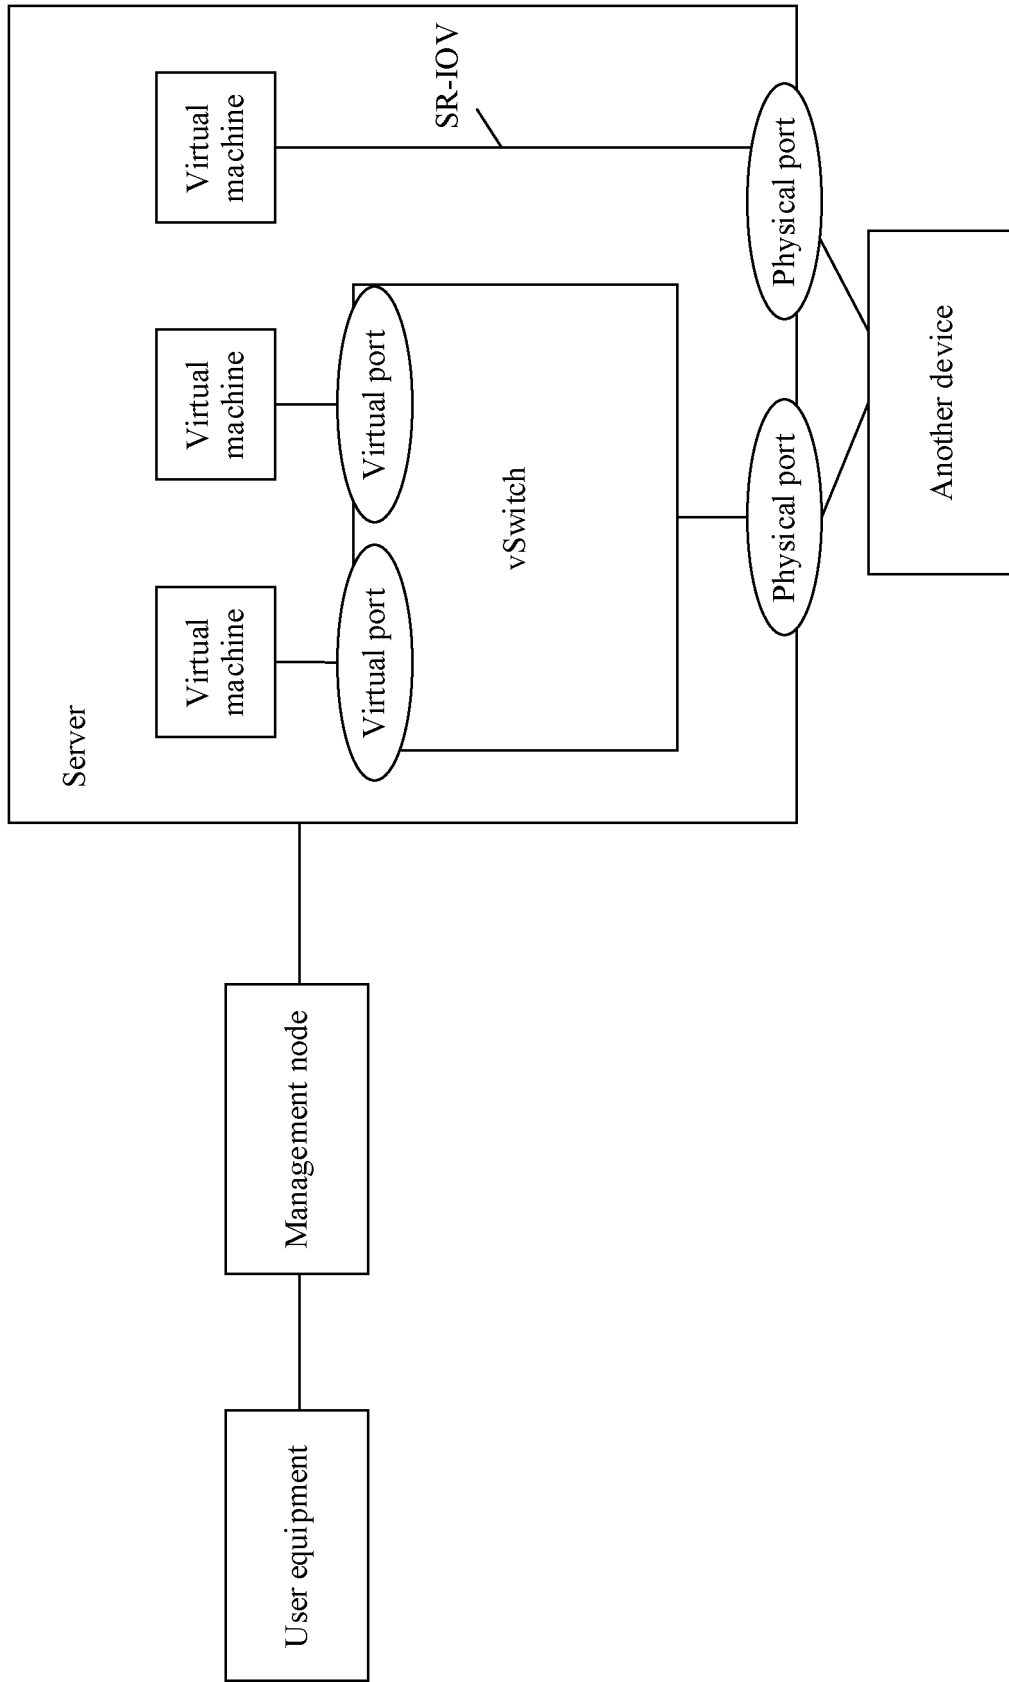 Server
Virtual
machine
Virtual
machine
Virtual
machine
SR-IOV
Virtual port
Virtual port
vSwitch
User equipment
Management node
Physical port
Physical port
Another device